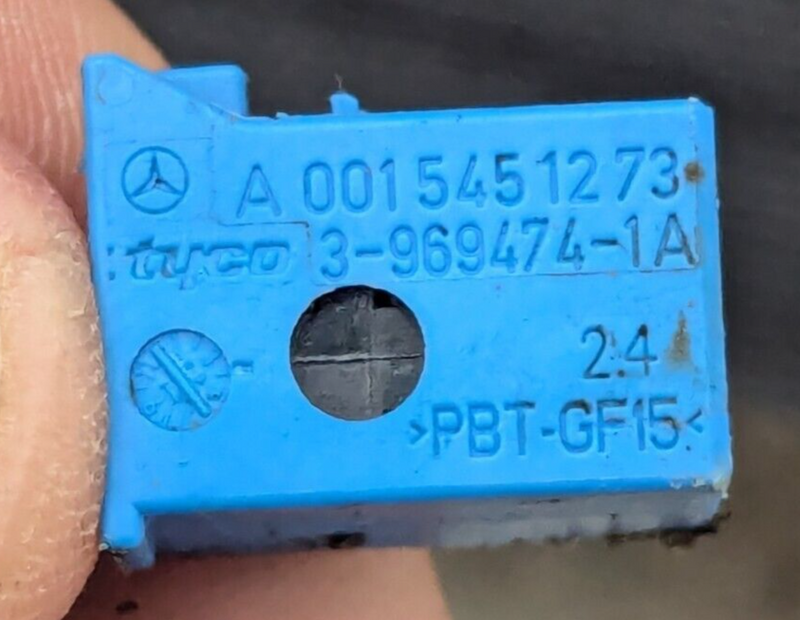 A 001 545 12 73
tyco 3-969474-1A
2.4
>PBT-GF15<